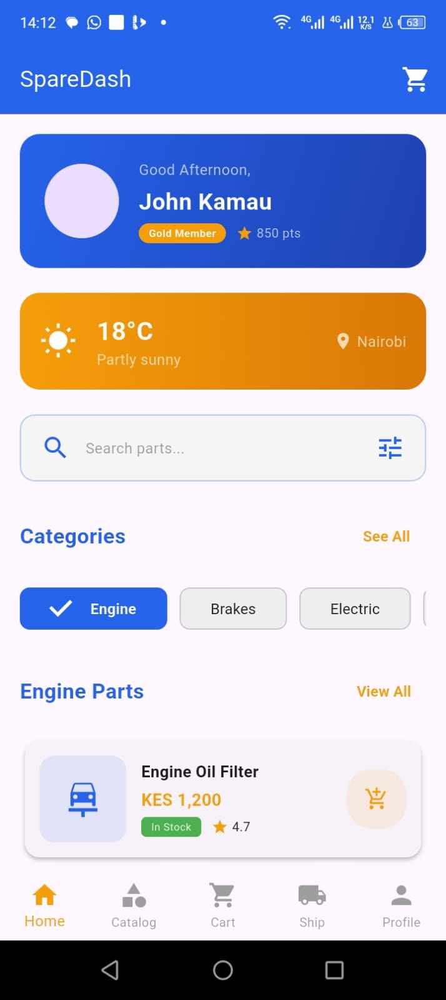 14:12 4G 4G 12.1 K/S 63
SpareDash
Good Afternoon,
John Kamau
Gold Member 850 pts
18°C
Partly sunny
Nairobi
Search parts...
Categories See All
Engine Brakes Electric
Engine Parts View All
Engine Oil Filter
KES 1,200
In Stock 4.7
Home Catalog Cart Ship Profile